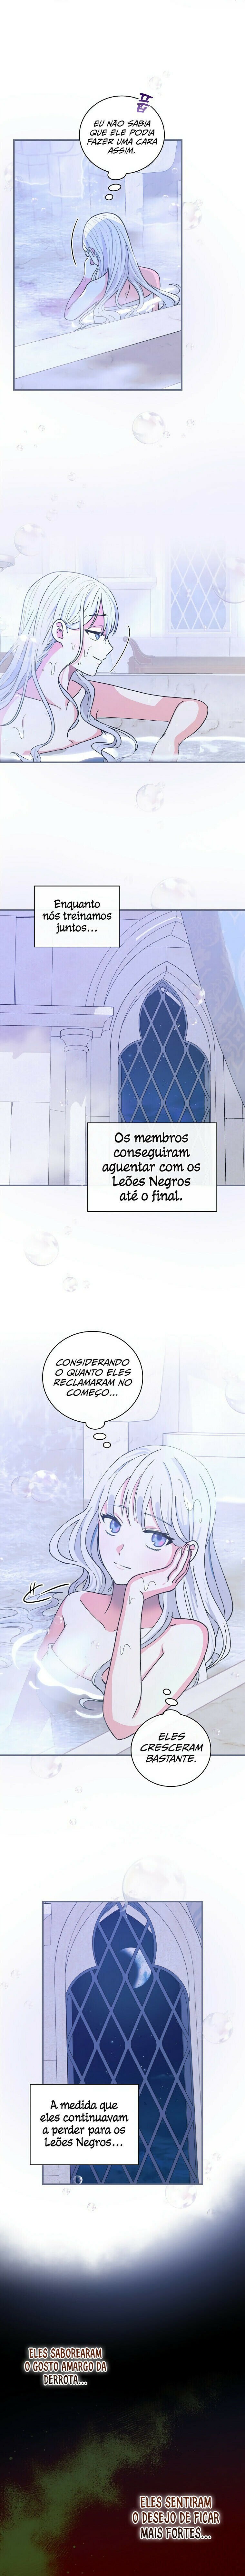 풉
EU NÃO SABIA
QUE ELE PODIA
FAZER UMA CARA
ASSIM.
Enquanto
nós treinamos
juntos...
Os membros
conseguiram
aguentar com os
Leões Negros
até o final.
CONSIDERANDO
O QUANTO ELES
RECLAMARAM NO
COMEÇO...
ELES
CRESCERAM
BASTANTE.
A medida que
eles continuavam
a perder para os
Leões Negros...
ELES SABOREARAM
O GOSTO AMARGO DA
DERROTA...
ELES SENTIRAM
O DESEJO DE FICAR
MAIS FORTES...